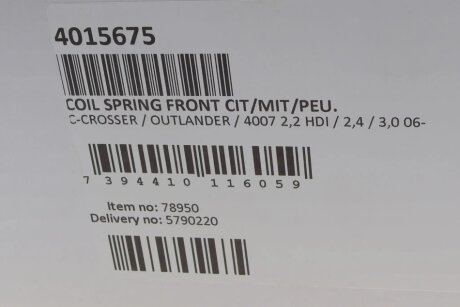 4015675
COIL SPRING FRONT CIT/MIT/PEU.
C-CROSSER / OUTLANDER / 4007 2,2 HDI / 2,4 / 3,0 06-
7 394410 116059
Item no: 78950
Delivery no: 5790220